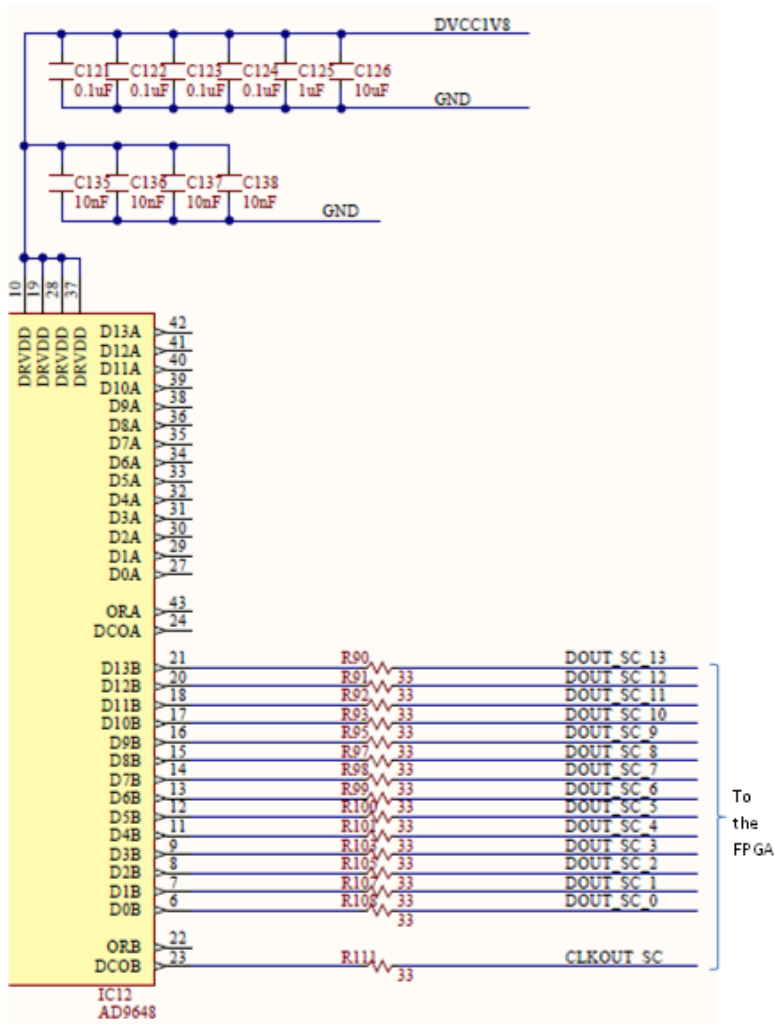 DVCC1V8
C121 C122 C123 C124 C125 C126
0.1uF 0.1uF 0.1uF 0.1uF 1uF 10uF
GND
C135 C136 C137 C138
10nF 10nF 10nF 10nF
GND
10 19 28 37
DRVDD DRVDD DRVDD DRVDD
D13A 42
D12A 41
D11A 40
D10A 39
D9A 38
D8A 36
D7A 35
D6A 34
D5A 33
D4A 32
D3A 31
D2A 30
D1A 29
D0A 27
ORA 43
DCOA 24
D13B 21 R90 33 DOUT_SC_13
D12B 20 R91 33 DOUT_SC_12
D11B 18 R92 33 DOUT_SC_11
D10B 17 R93 33 DOUT_SC_10
D9B 16 R95 33 DOUT_SC_9
D8B 15 R97 33 DOUT_SC_8
D7B 14 R98 33 DOUT_SC_7
D6B 13 R99 33 DOUT_SC_6
D5B 12 R100 33 DOUT_SC_5
D4B 11 33 DOUT_SC_4
D3B 9 R103 33 DOUT_SC_3
D2B 8 R105 33 DOUT_SC_2
D1B 7 33 DOUT_SC_1
D0B 6 R108 33 DOUT_SC_0
ORB 22
DCOB 23 R111 33 CLKOUT_SC
To
the
FPGA
IC12
AD9648